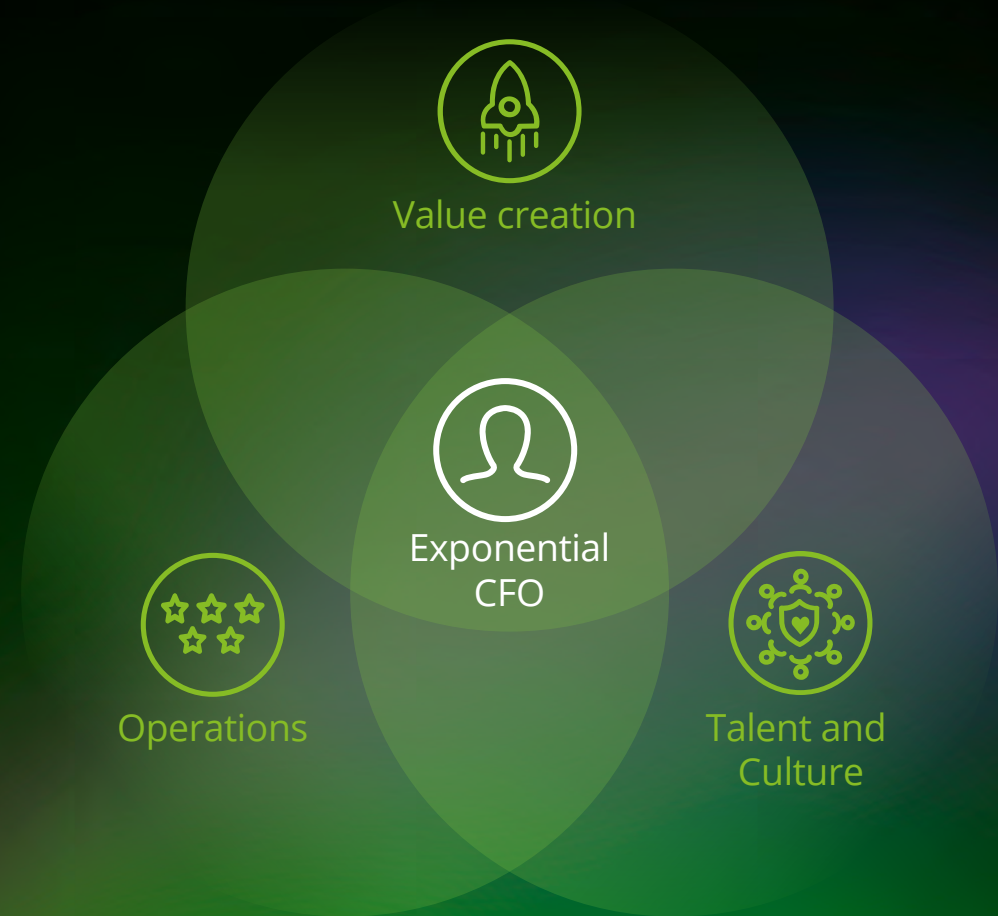 Value creation
Exponential
CFO
Operations
Talent and
Culture